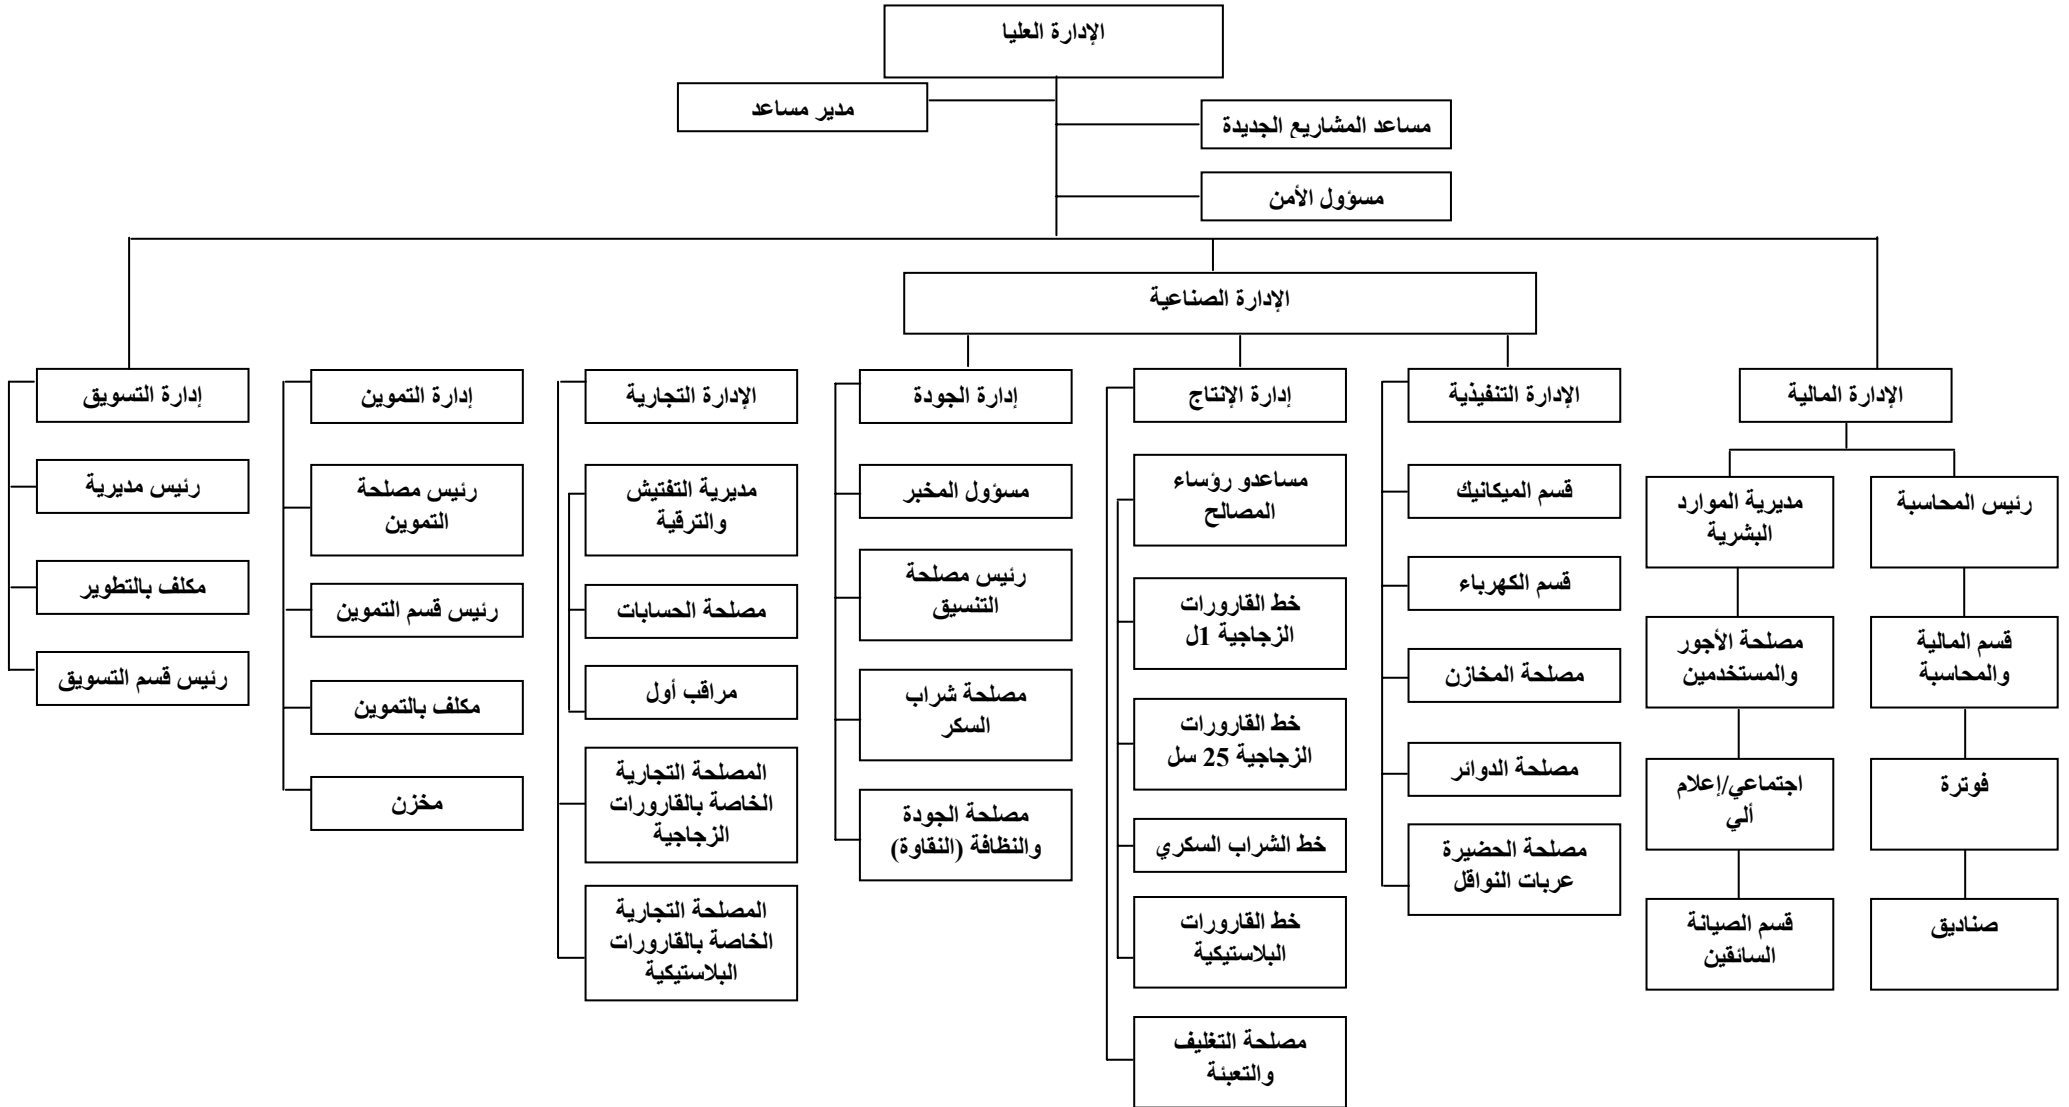 الإدارة العليا
مدير مساعد
مساعد المشاريع الجديدة
مسؤول الأمن
الإدارة الصناعية
الإدارة المالية
رئيس المحاسبة
قسم المالية
والمحاسبة
فوترة
صناديق
مديرية الموارد
البشرية
مصلحة الأجور
والمستخدمين
اجتماعي/إعلام
ألي
قسم الصيانة
السائقين
الإدارة التنفيذية
قسم الميكانيك
قسم الكهرباء
مصلحة المخازن
مصلحة الدوائر
مصلحة الحضيرة
عربات النواقل
إدارة الإنتاج
مساعدو رؤساء
المصالح
خط القارورات
الزجاجية 1ل
خط القارورات
الزجاجية 25 سل
خط الشراب السكري
خط القارورات
البلاستيكية
مصلحة التغليف
والتعبئة
إدارة الجودة
مسؤول المخبر
رئيس مصلحة
التنسيق
مصلحة شراب
السكر
مصلحة الجودة
والنظافة (النقاوة)
الإدارة التجارية
مديرية التفتيش
والترقية
مصلحة الحسابات
مراقب أول
المصلحة التجارية
الخاصة بالقارورات
الزجاجية
المصلحة التجارية
الخاصة بالقارورات
البلاستيكية
إدارة التموين
رئيس مصلحة
التموين
رئيس قسم التموين
مكلف بالتموين
مخزن
إدارة التسويق
رئيس مديرية
مكلف بالتطوير
رئيس قسم التسويق